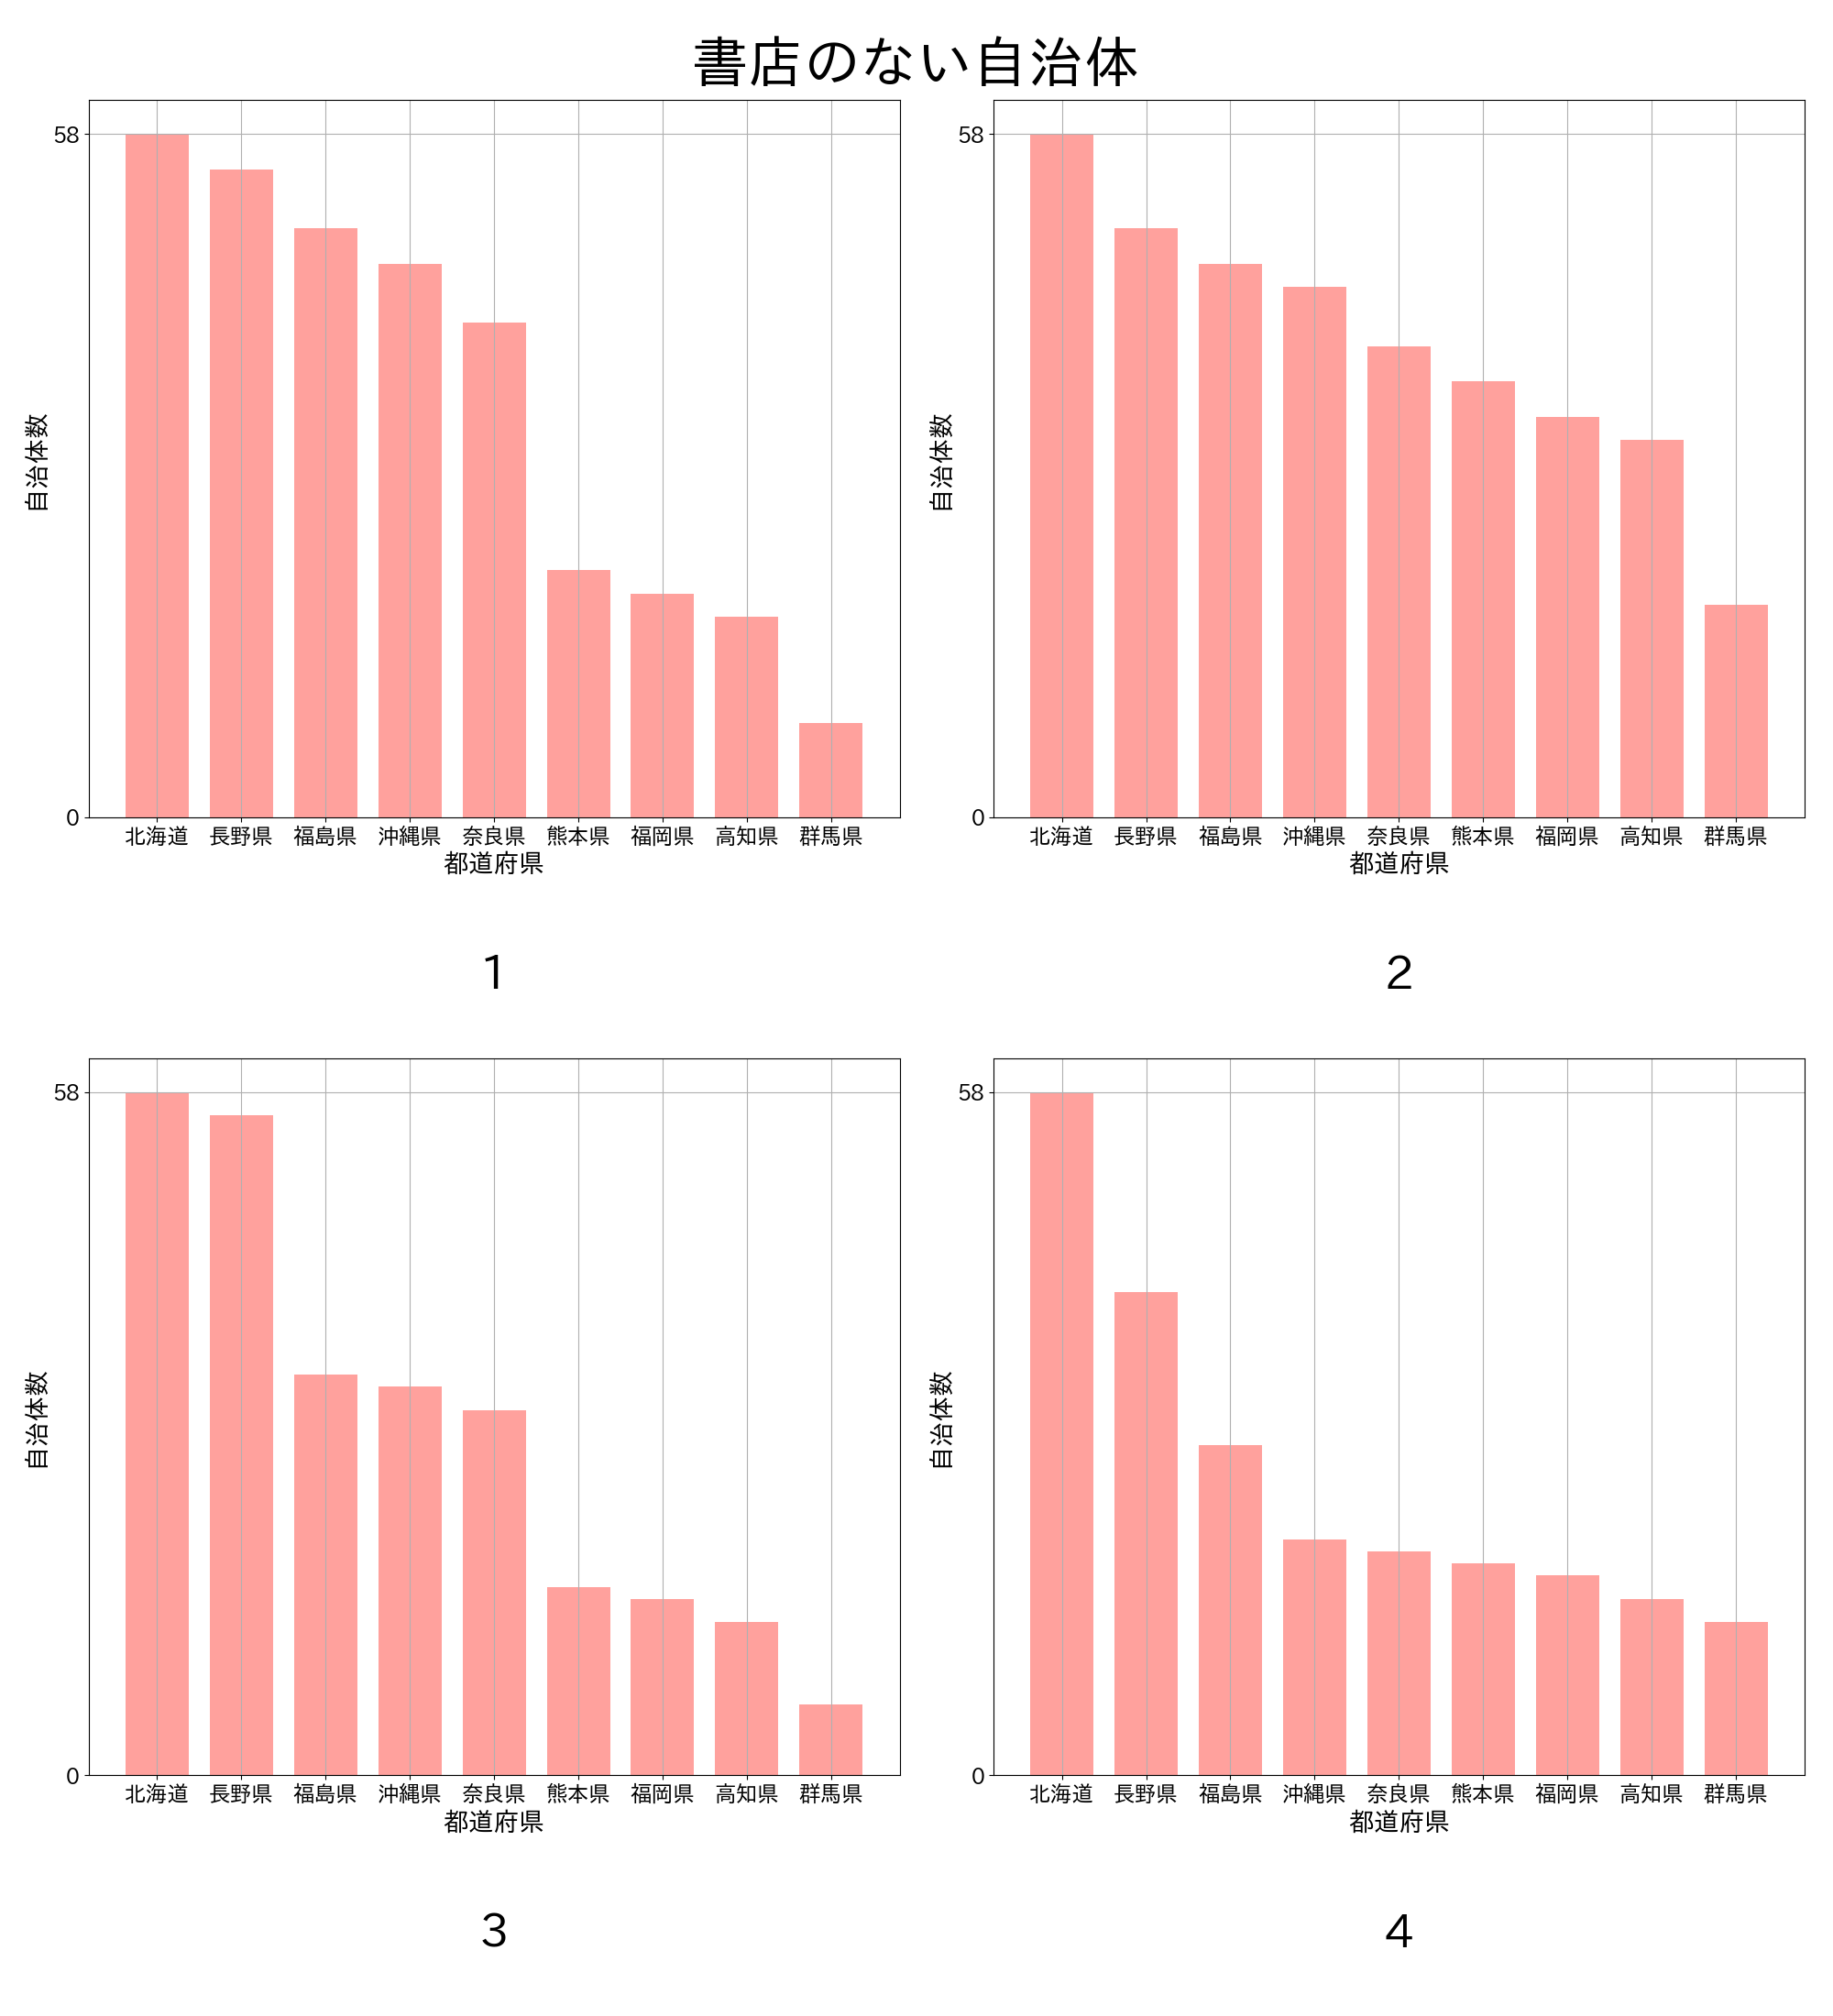 書店のない自治体
58
0
自治体数
北海道 長野県 福島県 沖縄県 奈良県 熊本県 福岡県 高知県 群馬県
都道府県
1
58
0
自治体数
北海道 長野県 福島県 沖縄県 奈良県 熊本県 福岡県 高知県 群馬県
都道府県
2
58
0
自治体数
北海道 長野県 福島県 沖縄県 奈良県 熊本県 福岡県 高知県 群馬県
都道府県
3
58
0
自治体数
北海道 長野県 福島県 沖縄県 奈良県 熊本県 福岡県 高知県 群馬県
都道府県
4